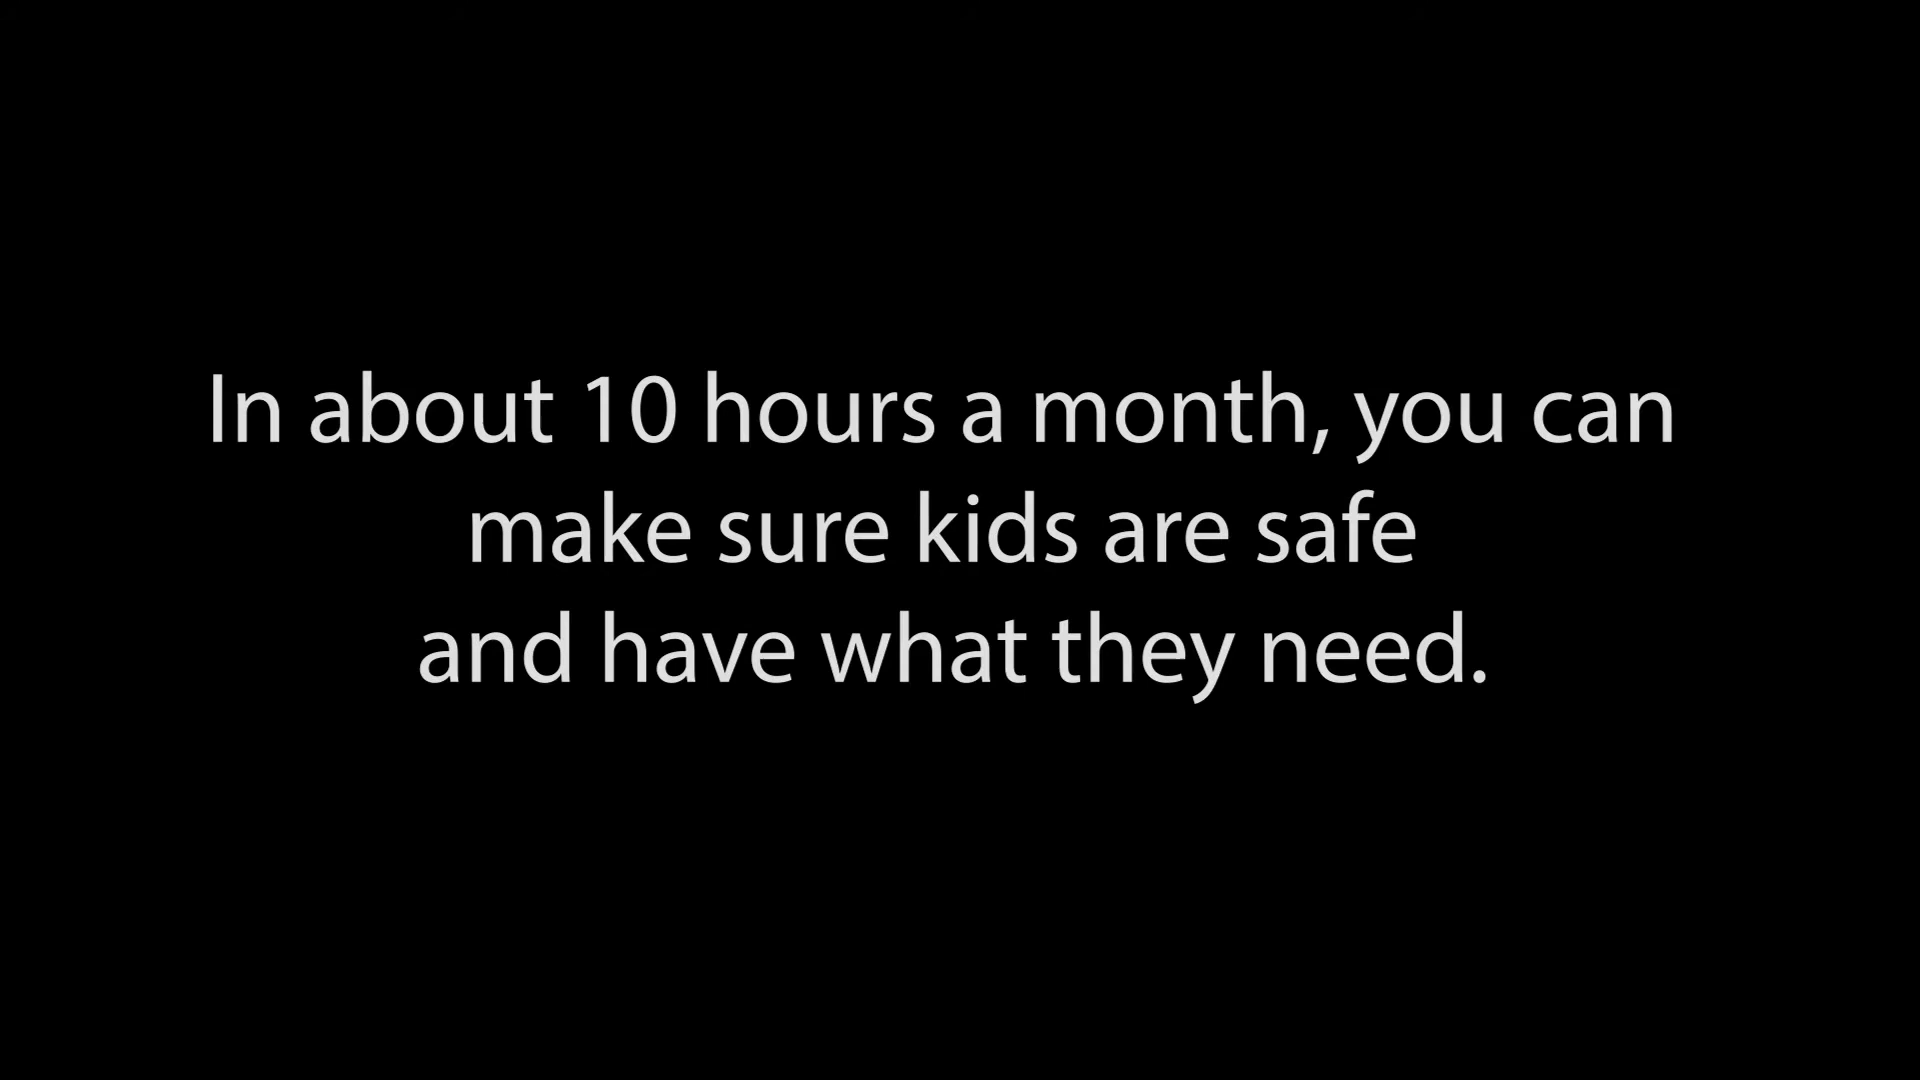 In about 10 hours a month, you can
make sure kids are safe
and have what they need.